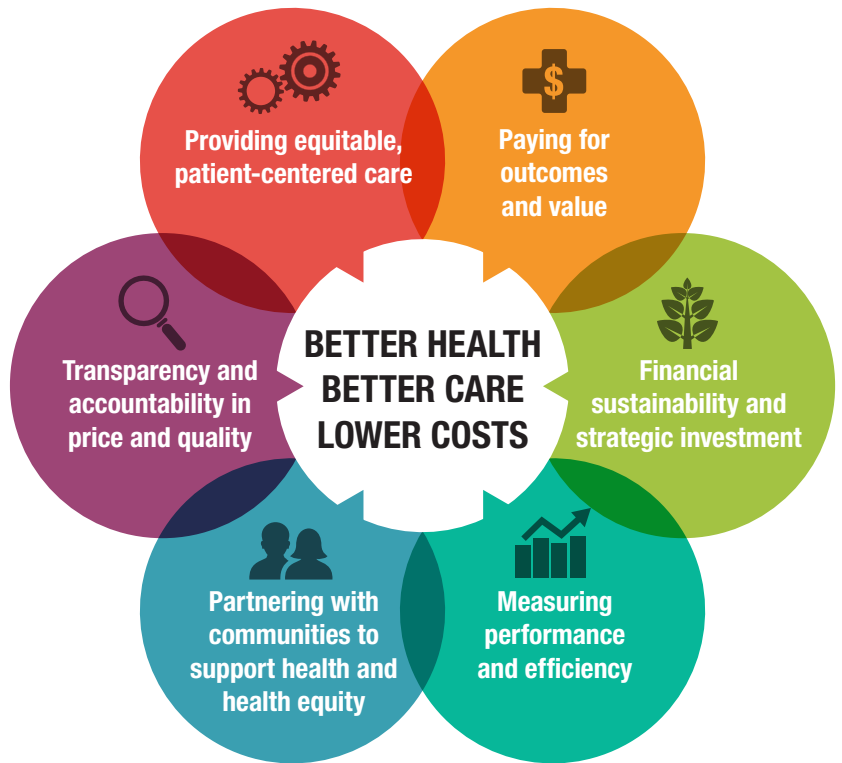 Providing equitable,
patient-centered care
$
Paying for
outcomes
and value
Transparency and
accountability in
price and quality
BETTER HEALTH
BETTER CARE
LOWER COSTS
Financial
sustainability and
strategic investment
Partnering with
communities to
support health and
health equity
Measuring
performance
and efficiency